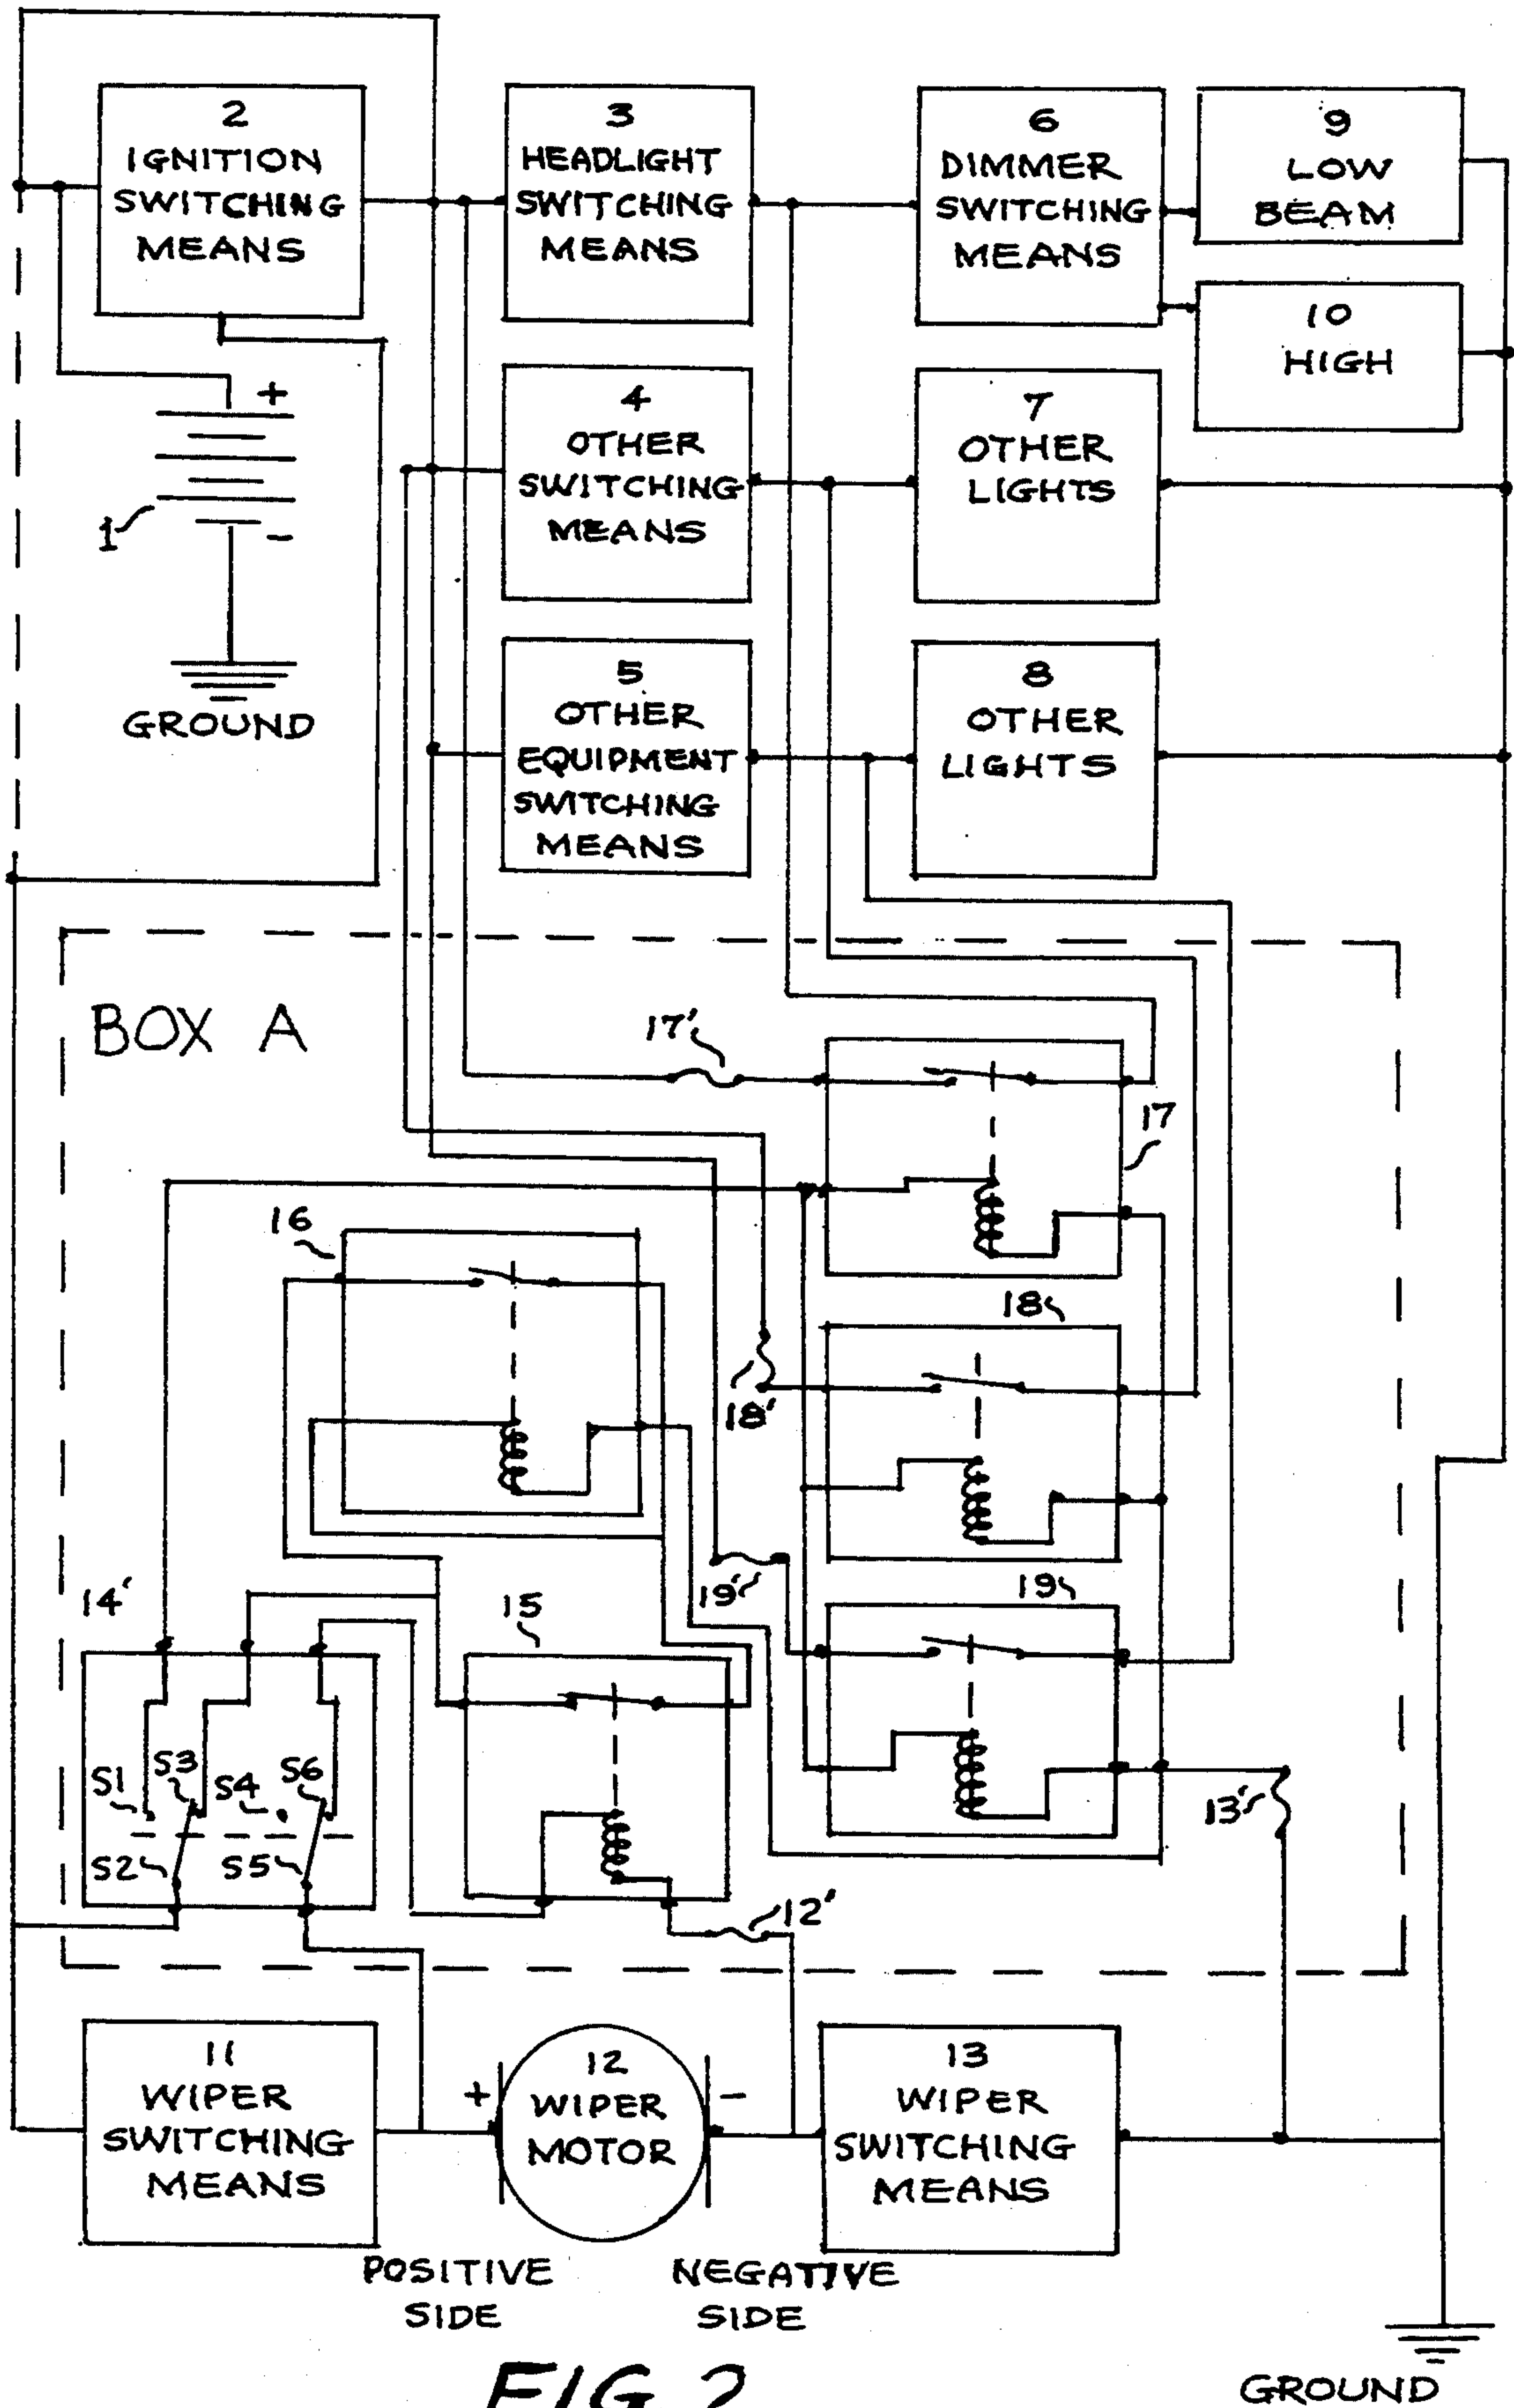 2
IGNITION
SWITCHING
MEANS
3
HEADLIGHT
SWITCHING
MEANS
6
DIMMER
SWITCHING
MEANS
9
LOW
BEAM
10
HIGH
+
1
-
GROUND
4
OTHER
SWITCHING
MEANS
7
OTHER
LIGHTS
5
OTHER
EQUIPMENT
SWITCHING
MEANS
8
OTHER
LIGHTS
BOX A
17'
17
16
18
18'
19'
19
14'
15
S1
S3
S4
S6
S2
S5
13'
12'
11
WIPER
SWITCHING
MEANS
+
12
WIPER
MOTOR
-
13
WIPER
SWITCHING
MEANS
POSITIVE
SIDE
NEGATIVE
SIDE
FIG 2
GROUND